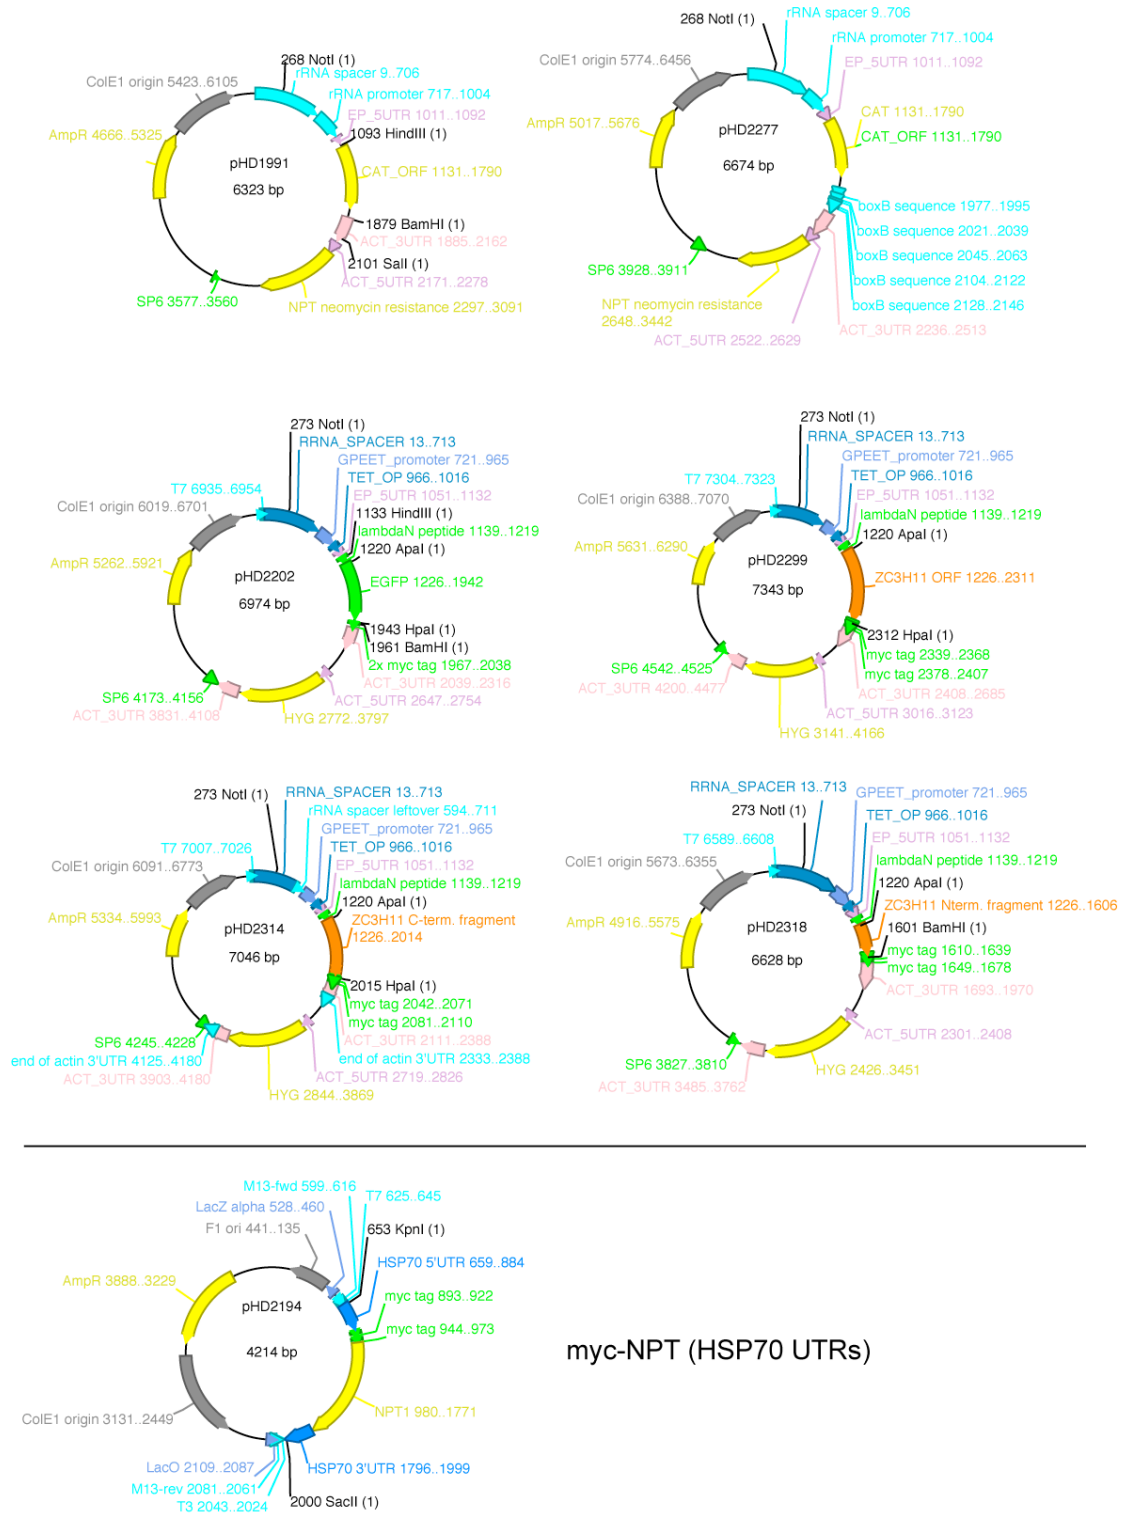 268 NotI (1)
rRNA spacer 9..706
ColE1 origin 5423..6105
rRNA promoter 717..1004
EP_5UTR 1011..1092
AmpR 4666..5325
1093 HindIII (1)
pHD1991
CAT_ORF 1131..1790
6323 bp
1879 BamHI (1)
ACT_3UTR 1885..2162
2101 SalI (1)
ACT_5UTR 2171..2278
SP6 3577..3560
NPT neomycin resistance 2297..3091
rRNA spacer 9..706
268 NotI (1)
rRNA promoter 717..1004
ColE1 origin 5774..6456
EP_5UTR 1011..1092
CAT 1131..1790
AmpR 5017..5676
pHD2277
CAT_ORF 1131..1790
6674 bp
boxB sequence 1977..1995
boxB sequence 2021..2039
boxB sequence 2045..2063
SP6 3928..3911
boxB sequence 2104..2122
NPT neomycin resistance
2648..3442
boxB sequence 2128..2146
ACT_3UTR 2236..2513
ACT_5UTR 2522..2629
273 NotI (1)
RRNA_SPACER 13..713
GPEET_promoter 721..965
TET_OP 966..1016
T7 6935..6954
EP_5UTR 1051..1132
ColE1 origin 6019..6701
1133 HindIII (1)
lambdaN peptide 1139..1219
1220 ApaI (1)
AmpR 5262..5921
pHD2202
EGFP 1226..1942
6974 bp
1943 HpaI (1)
1961 BamHI (1)
2x myc tag 1967..2038
ACT_3UTR 2039..2316
SP6 4173..4156
ACT_5UTR 2647..2754
ACT_3UTR 3831..4108
HYG 2772..3797
273 NotI (1)
RRNA_SPACER 13..713
GPEET_promoter 721..965
TET_OP 966..1016
T7 7304..7323
EP_5UTR 1051..1132
ColE1 origin 6388..7070
lambdaN peptide 1139..1219
1220 ApaI (1)
AmpR 5631..6290
pHD2299
ZC3H11 ORF 1226..2311
7343 bp
2312 HpaI (1)
myc tag 2339..2368
SP6 4542..4525
myc tag 2378..2407
ACT_3UTR 4200..4477
ACT_3UTR 2408..2685
ACT_5UTR 3016..3123
HYG 3141..4166
273 NotI (1)
RRNA_SPACER 13..713
rRNA spacer leftover 594..711
GPEET_promoter 721..965
T7 7007..7026
TET_OP 966..1016
ColE1 origin 6091..6773
EP_5UTR 1051..1132
lambdaN peptide 1139..1219
1220 ApaI (1)
AmpR 5334..5993
pHD2314
ZC3H11 C-term. fragment
1226..2014
7046 bp
2015 HpaI (1)
myc tag 2042..2071
myc tag 2081..2110
SP6 4245..4228
ACT_3UTR 2111..2388
end of actin 3'UTR 4125..4180
end of actin 3'UTR 2333..2388
ACT_3UTR 3903..4180
ACT_5UTR 2719..2826
HYG 2844..3869
RRNA_SPACER 13..713
GPEET_promoter 721..965
273 NotI (1)
TET_OP 966..1016
T7 6589..6608
EP_5UTR 1051..1132
ColE1 origin 5673..6355
lambdaN peptide 1139..1219
1220 ApaI (1)
ZC3H11 Nterm. fragment 1226..1606
AmpR 4916..5575
pHD2318
1601 BamHI (1)
6628 bp
myc tag 1610..1639
myc tag 1649..1678
ACT_3UTR 1693..1970
ACT_5UTR 2301..2408
SP6 3827..3810
HYG 2426..3451
ACT_3UTR 3485..3762
M13-fwd 599..616
T7 625..645
LacZ alpha 528..460
F1 ori 441..135
653 KpnI (1)
HSP70 5'UTR 659..884
AmpR 3888..3229
pHD2194
myc tag 893..922
myc tag 944..973
4214 bp
myc-NPT (HSP70 UTRs)
NPT1 980..1771
ColE1 origin 3131..2449
LacO 2109..2087
HSP70 3'UTR 1796..1999
M13-rev 2081..2061
T3 2043..2024
2000 SacII (1)